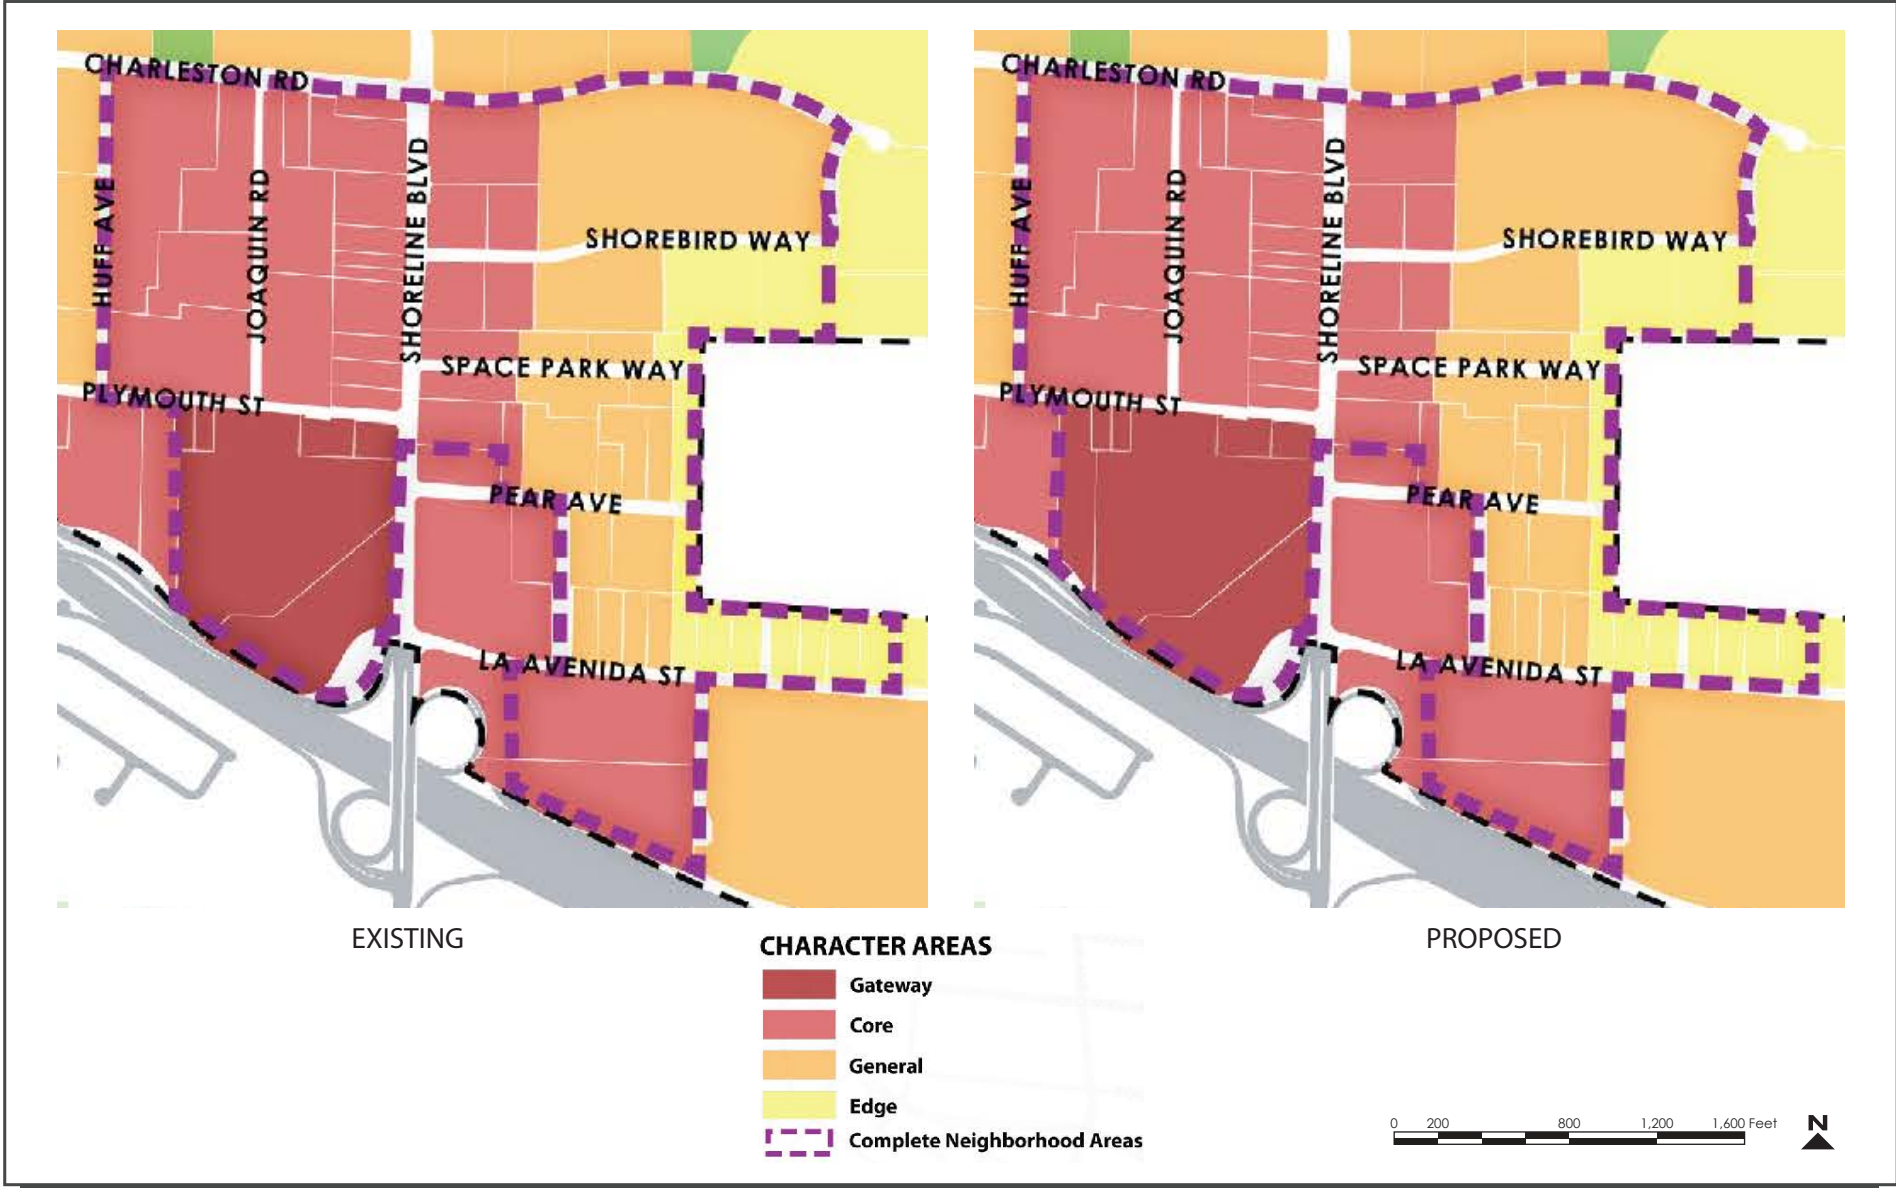 CHARLESTON RD
HUFF AVE
JOAQUIN RD
SHORELINE BLVD
SHOREBIRD WAY
SPACE PARK WAY
PLYMOUTH ST
PEAR AVE
LA AVENIDA ST
EXISTING
CHARLESTON RD
HUFF AVE
JOAQUIN RD
SHORELINE BLVD
SHOREBIRD WAY
SPACE PARK WAY
PLYMOUTH ST
PEAR AVE
LA AVENIDA ST
PROPOSED
CHARACTER AREAS
Gateway
Core
General
Edge
Complete Neighborhood Areas
0 200 800 1,200 1,600 Feet
N